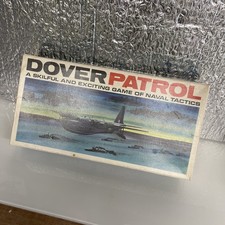 DOVER PATROL
A SKILFUL AND EXCITING GAME OF NAVAL TACTICS